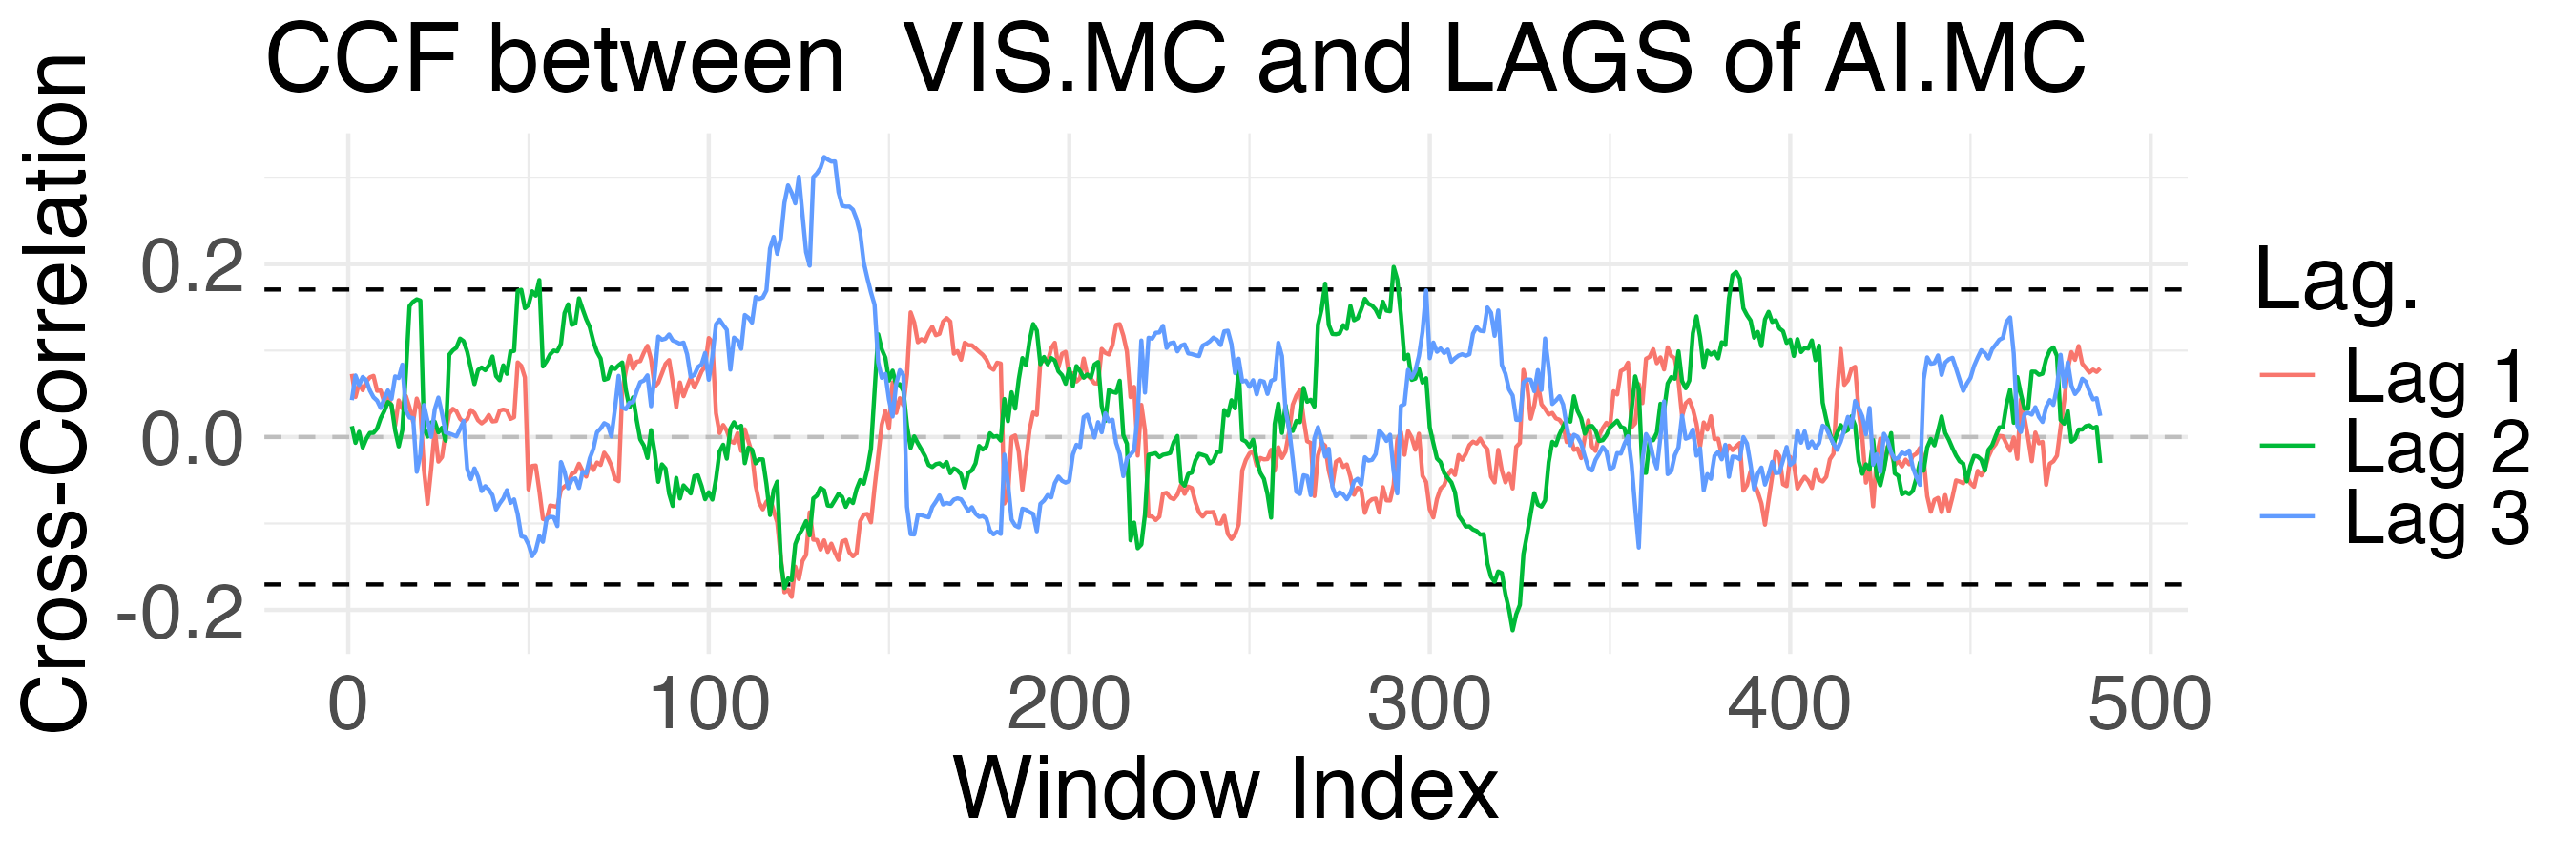 CCF between  VIS.MC and LAGS of AI.MC
Cross-Correlation
0.2
0.0
-0.2
0 100 200 300 400 500
Window Index
Lag.
Lag 1
Lag 2
Lag 3